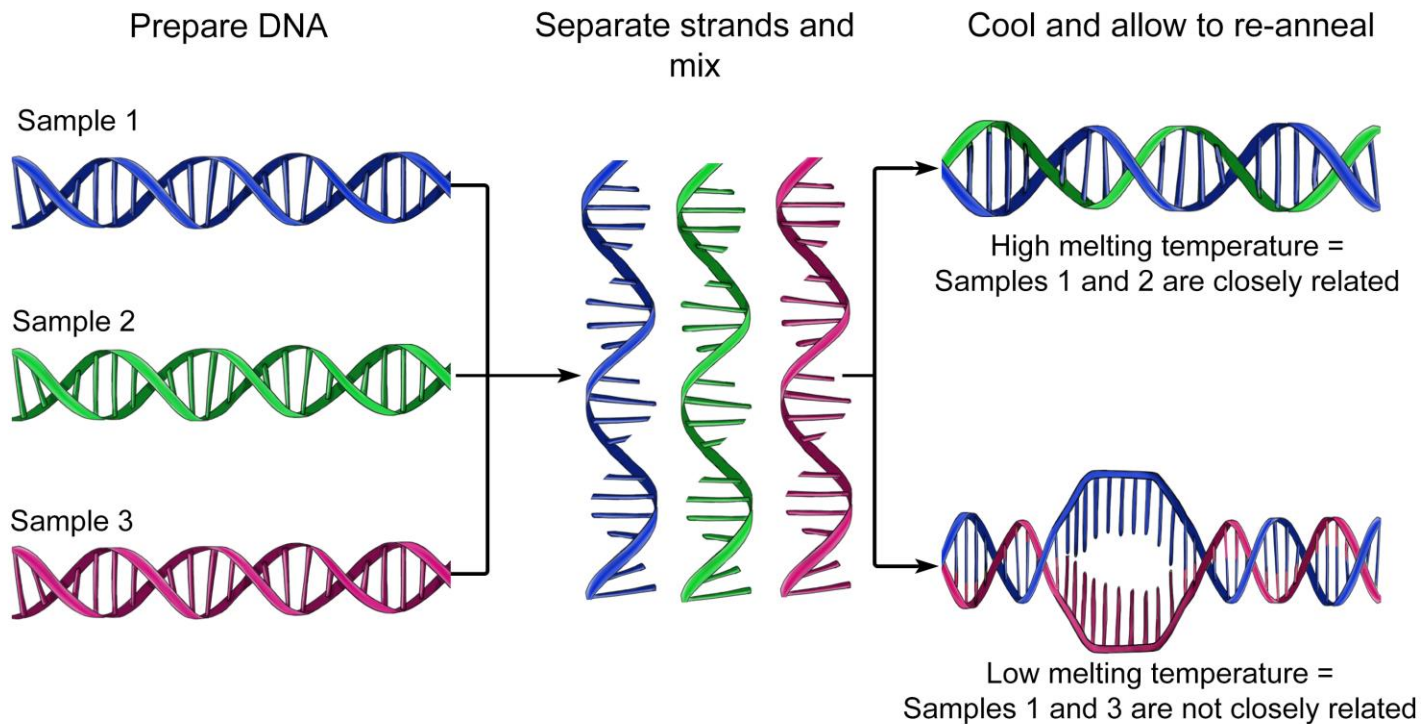 Prepare DNA
Separate strands and
mix
Cool and allow to re-anneal
Sample 1
Sample 2
Sample 3
High melting temperature =
Samples 1 and 2 are closely related
Low melting temperature =
Samples 1 and 3 are not closely related